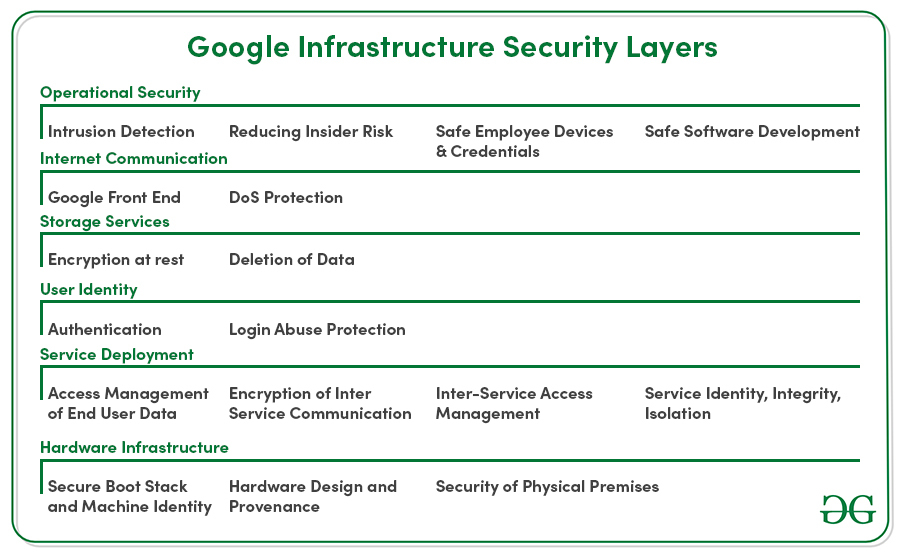 Google Infrastructure Security Layers
Operational Security
Intrusion Detection
Reducing Insider Risk
Safe Employee Devices
& Credentials
Safe Software Development
Internet Communication
Google Front End
DoS Protection
Storage Services
Encryption at rest
Deletion of Data
User Identity
Authentication
Login Abuse Protection
Service Deployment
Access Management
of End User Data
Encryption of Inter
Service Communication
Inter-Service Access
Management
Service Identity, Integrity,
Isolation
Hardware Infrastructure
Secure Boot Stack
and Machine Identity
Hardware Design and
Provenance
Security of Physical Premises